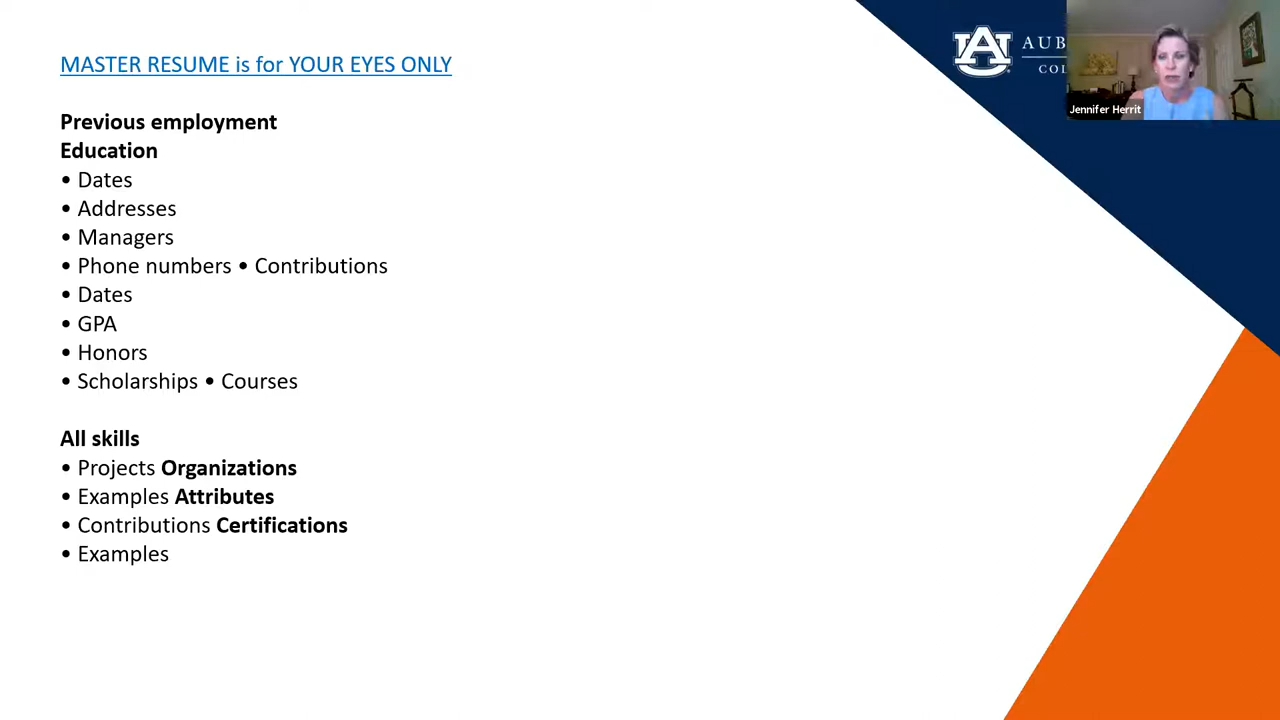 MASTER RESUME is for YOUR EYES ONLY
Previous employment
Education
• Dates
• Addresses
• Managers
• Phone numbers • Contributions
• Dates
• GPA
• Honors
• Scholarships • Courses
All skills
• Projects Organizations
• Examples Attributes
• Contributions Certifications
• Examples
AU
AUB
COL
Jennifer Herrit